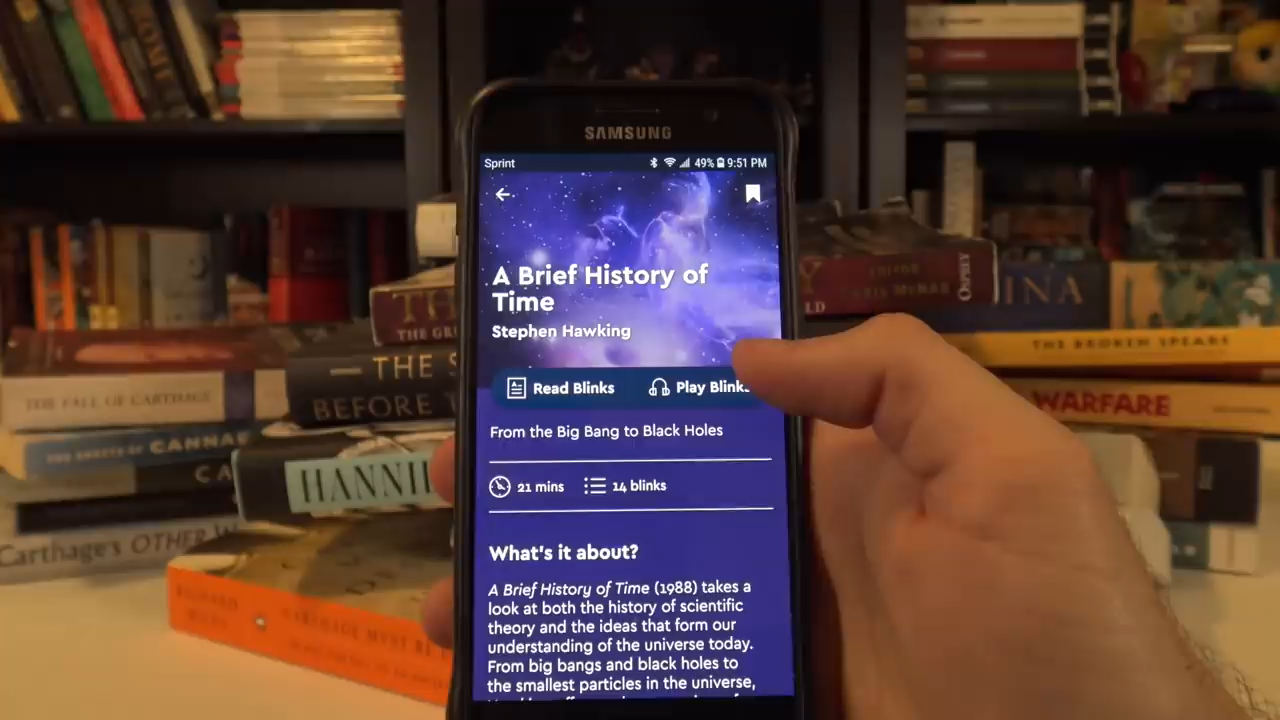 SAMSUNG
Sprint
49% 9:51 PM
A Brief History of
Time
Stephen Hawking
Read Blinks
Play Blinks
From the Big Bang to Black Holes
21 mins
14 blinks
What's it about?
A Brief History of Time (1988) takes a
look at both the history of scientific
theory and the ideas that form our
understanding of the universe today.
From big bangs and black holes to
the smallest particles in the universe,
THE FALL OF CARTHAGE
CANNAE
CA
Carthage's OTHER W
THE S
BEFORE
HANNI
OSPREY
INA
THE BROKEN SPEARS
WARFARE